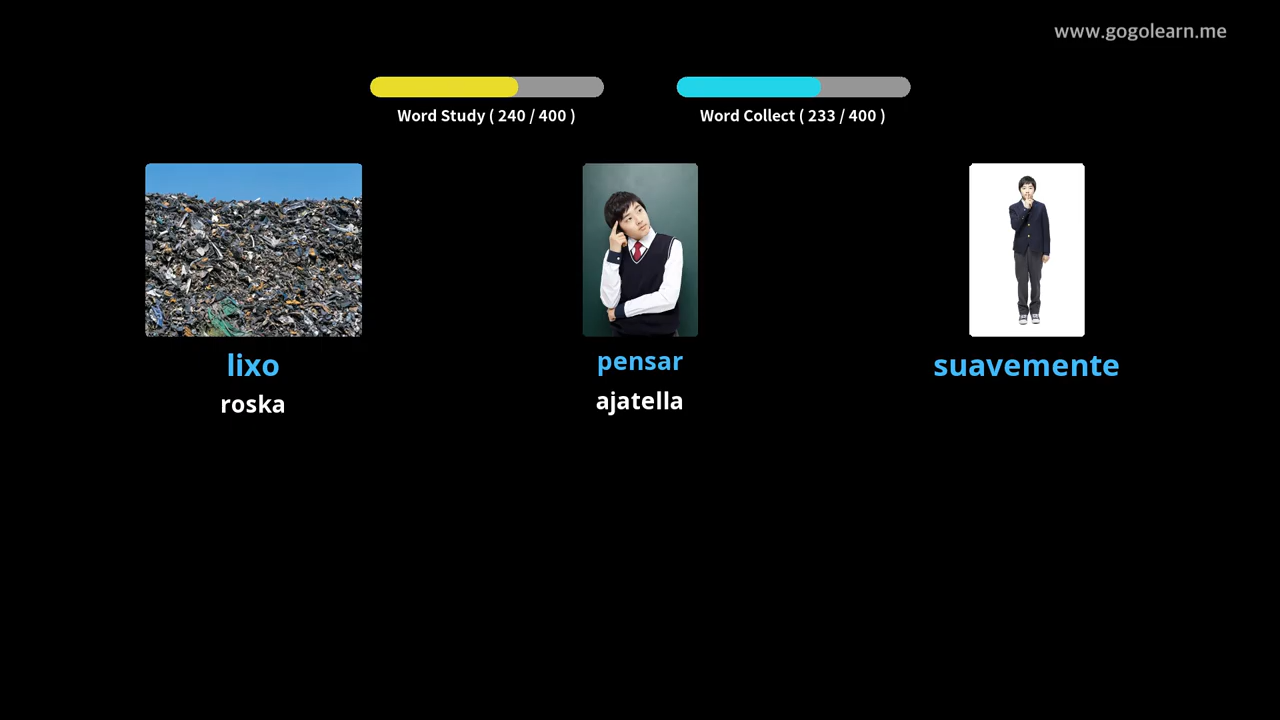 www.gogolearn.me
Word Study ( 240 / 400 )
Word Collect ( 233 / 400 )
lixo
roska
pensar
ajatella
suavemente